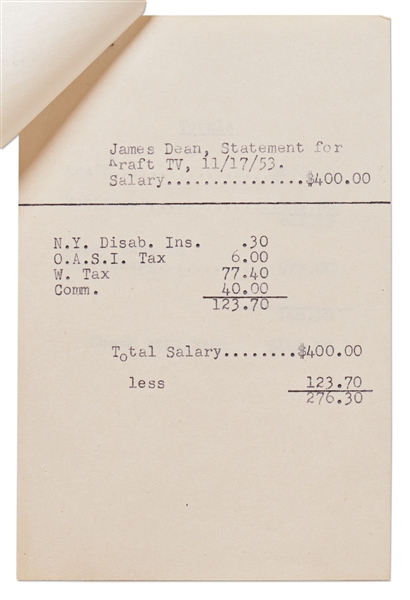 James Dean, Statement for
Kraft TV, 11/17/53.
Salary...............$400.00
N.Y. Disab. Ins. .30
O.A.S.I. Tax 6.00
W. Tax 77.40
Comm. 40.00
123.70
Total Salary........$400.00
less 123.70
276.30